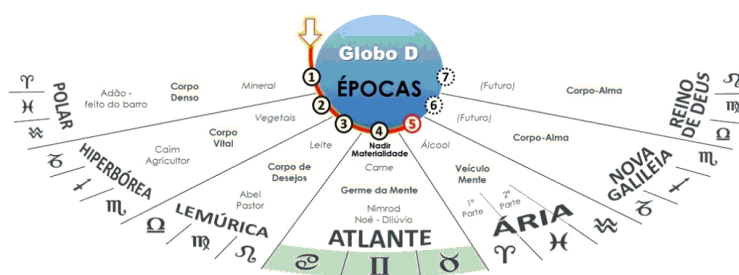 Globo D
ÉPOCAS
1
2
3
4
5
6
7
Nadir
Materialidade
POLAR
Adão -
feito do barro
Corpo
Denso
Mineral
HIPERBÓREA
Caim
Agricultor
Corpo
Vital
Vegetais
LEMÚRICA
Abel
Pastor
Corpo de
Desejos
Leite
ATLANTE
Nimrod
Noé - Dilúvio
Germe da Mente
Carne
ÁRIA
1ª
Parte
2ª
Parte
Veículo
Mente
Álcool
NOVA
GALILEIA
Corpo-Alma
(Futuro)
REINO
DE DEUS
Corpo-Alma
(Futuro)
♈
♓
♒
♑
♐
♏
♎
♍
♌
♋
♊
♉
♈
♓
♒
♑
♐
♏
♎
♍
♌